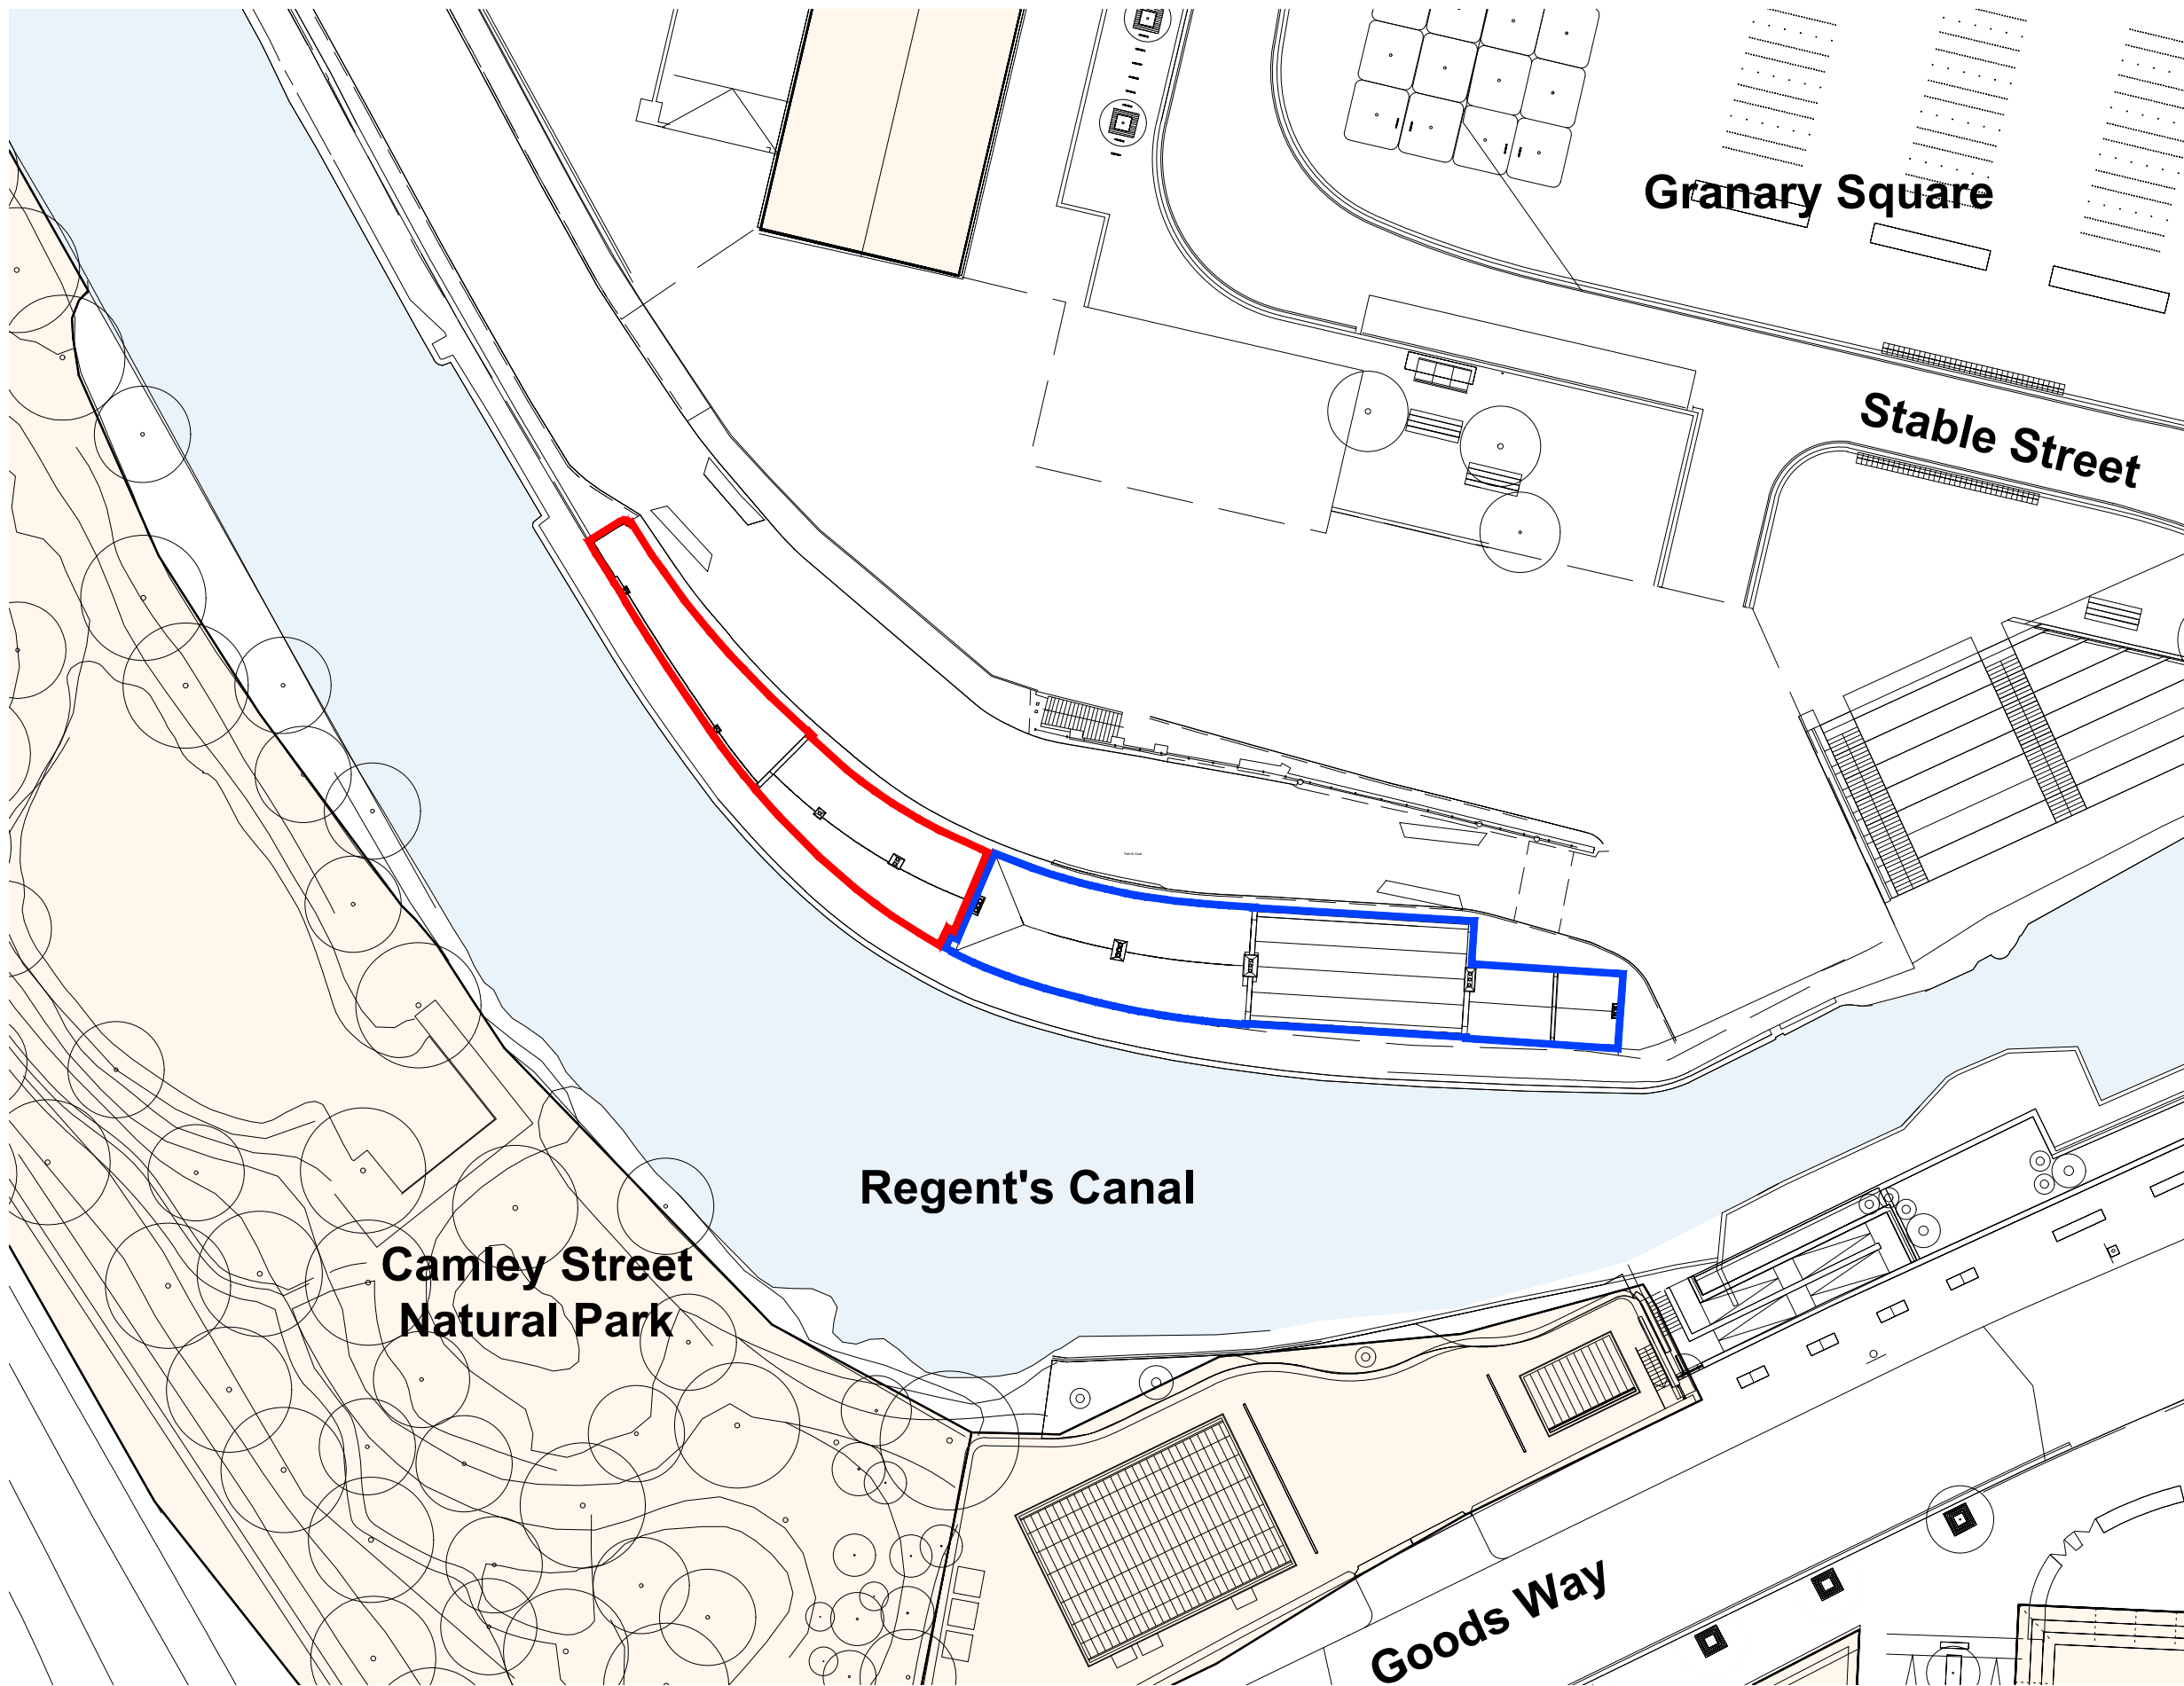 Granary Square
Stable Street
Regent's Canal
Camley Street
Natural Park
Goods Way